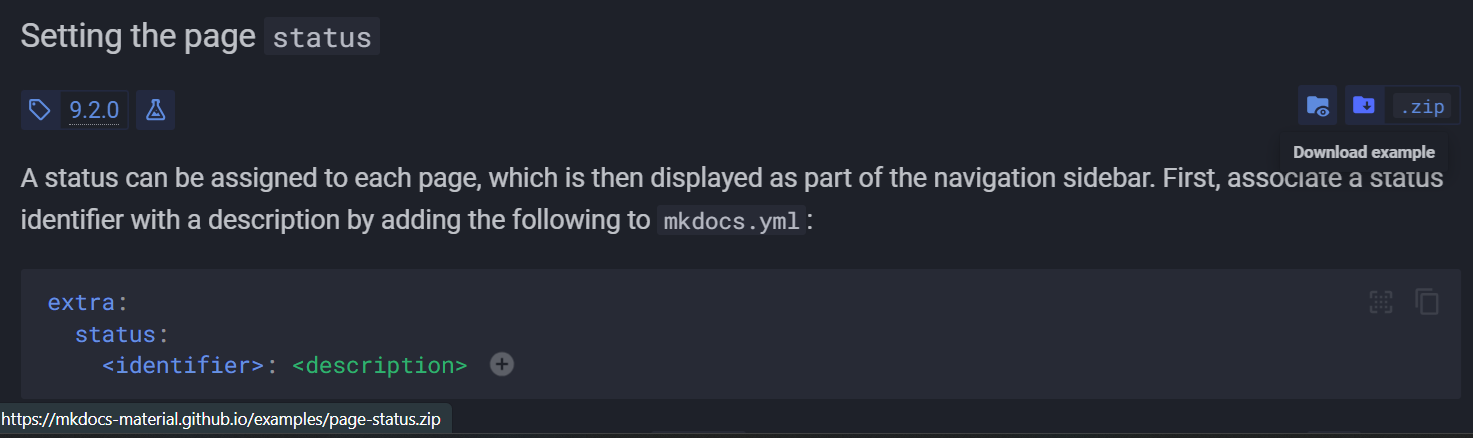 Setting the page status
9.2.0
.zip
Download example
A status can be assigned to each page, which is then displayed as part of the navigation sidebar. First, associate a status
identifier with a description by adding the following to mkdocs.yml:
extra:
  status:
    <identifier>: <description>
https://mkdocs-material.github.io/examples/page-status.zip